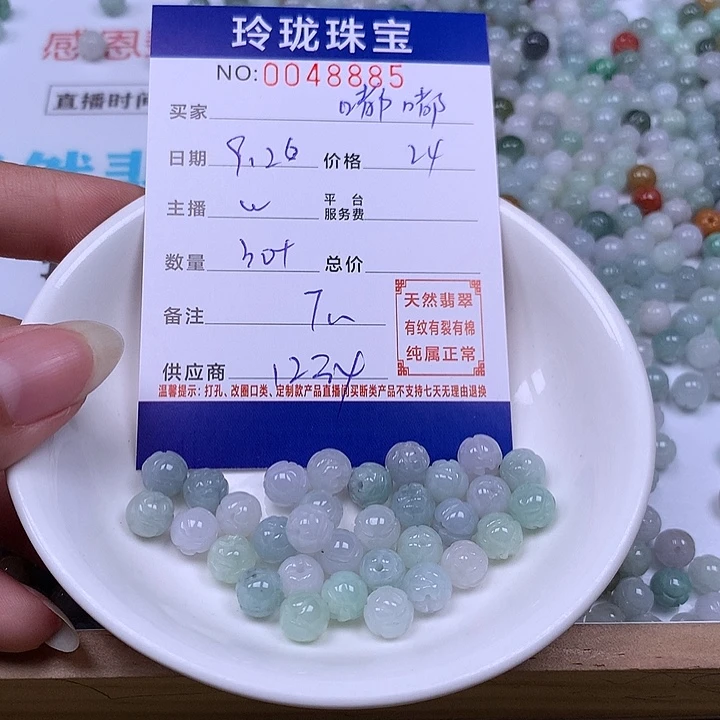 感恩
直播时间
玲珑珠宝
NO:0048885
买家 嘟嘟
日期 9.26 价格 24
主播 w 平台服务费
数量 30+ 总价
备注
供应商 1234
天然翡翠
有纹有裂有棉
纯属正常
温馨提示：打孔、改圈口类、定制款产品直播间买断类产品不支持七天无理由退换